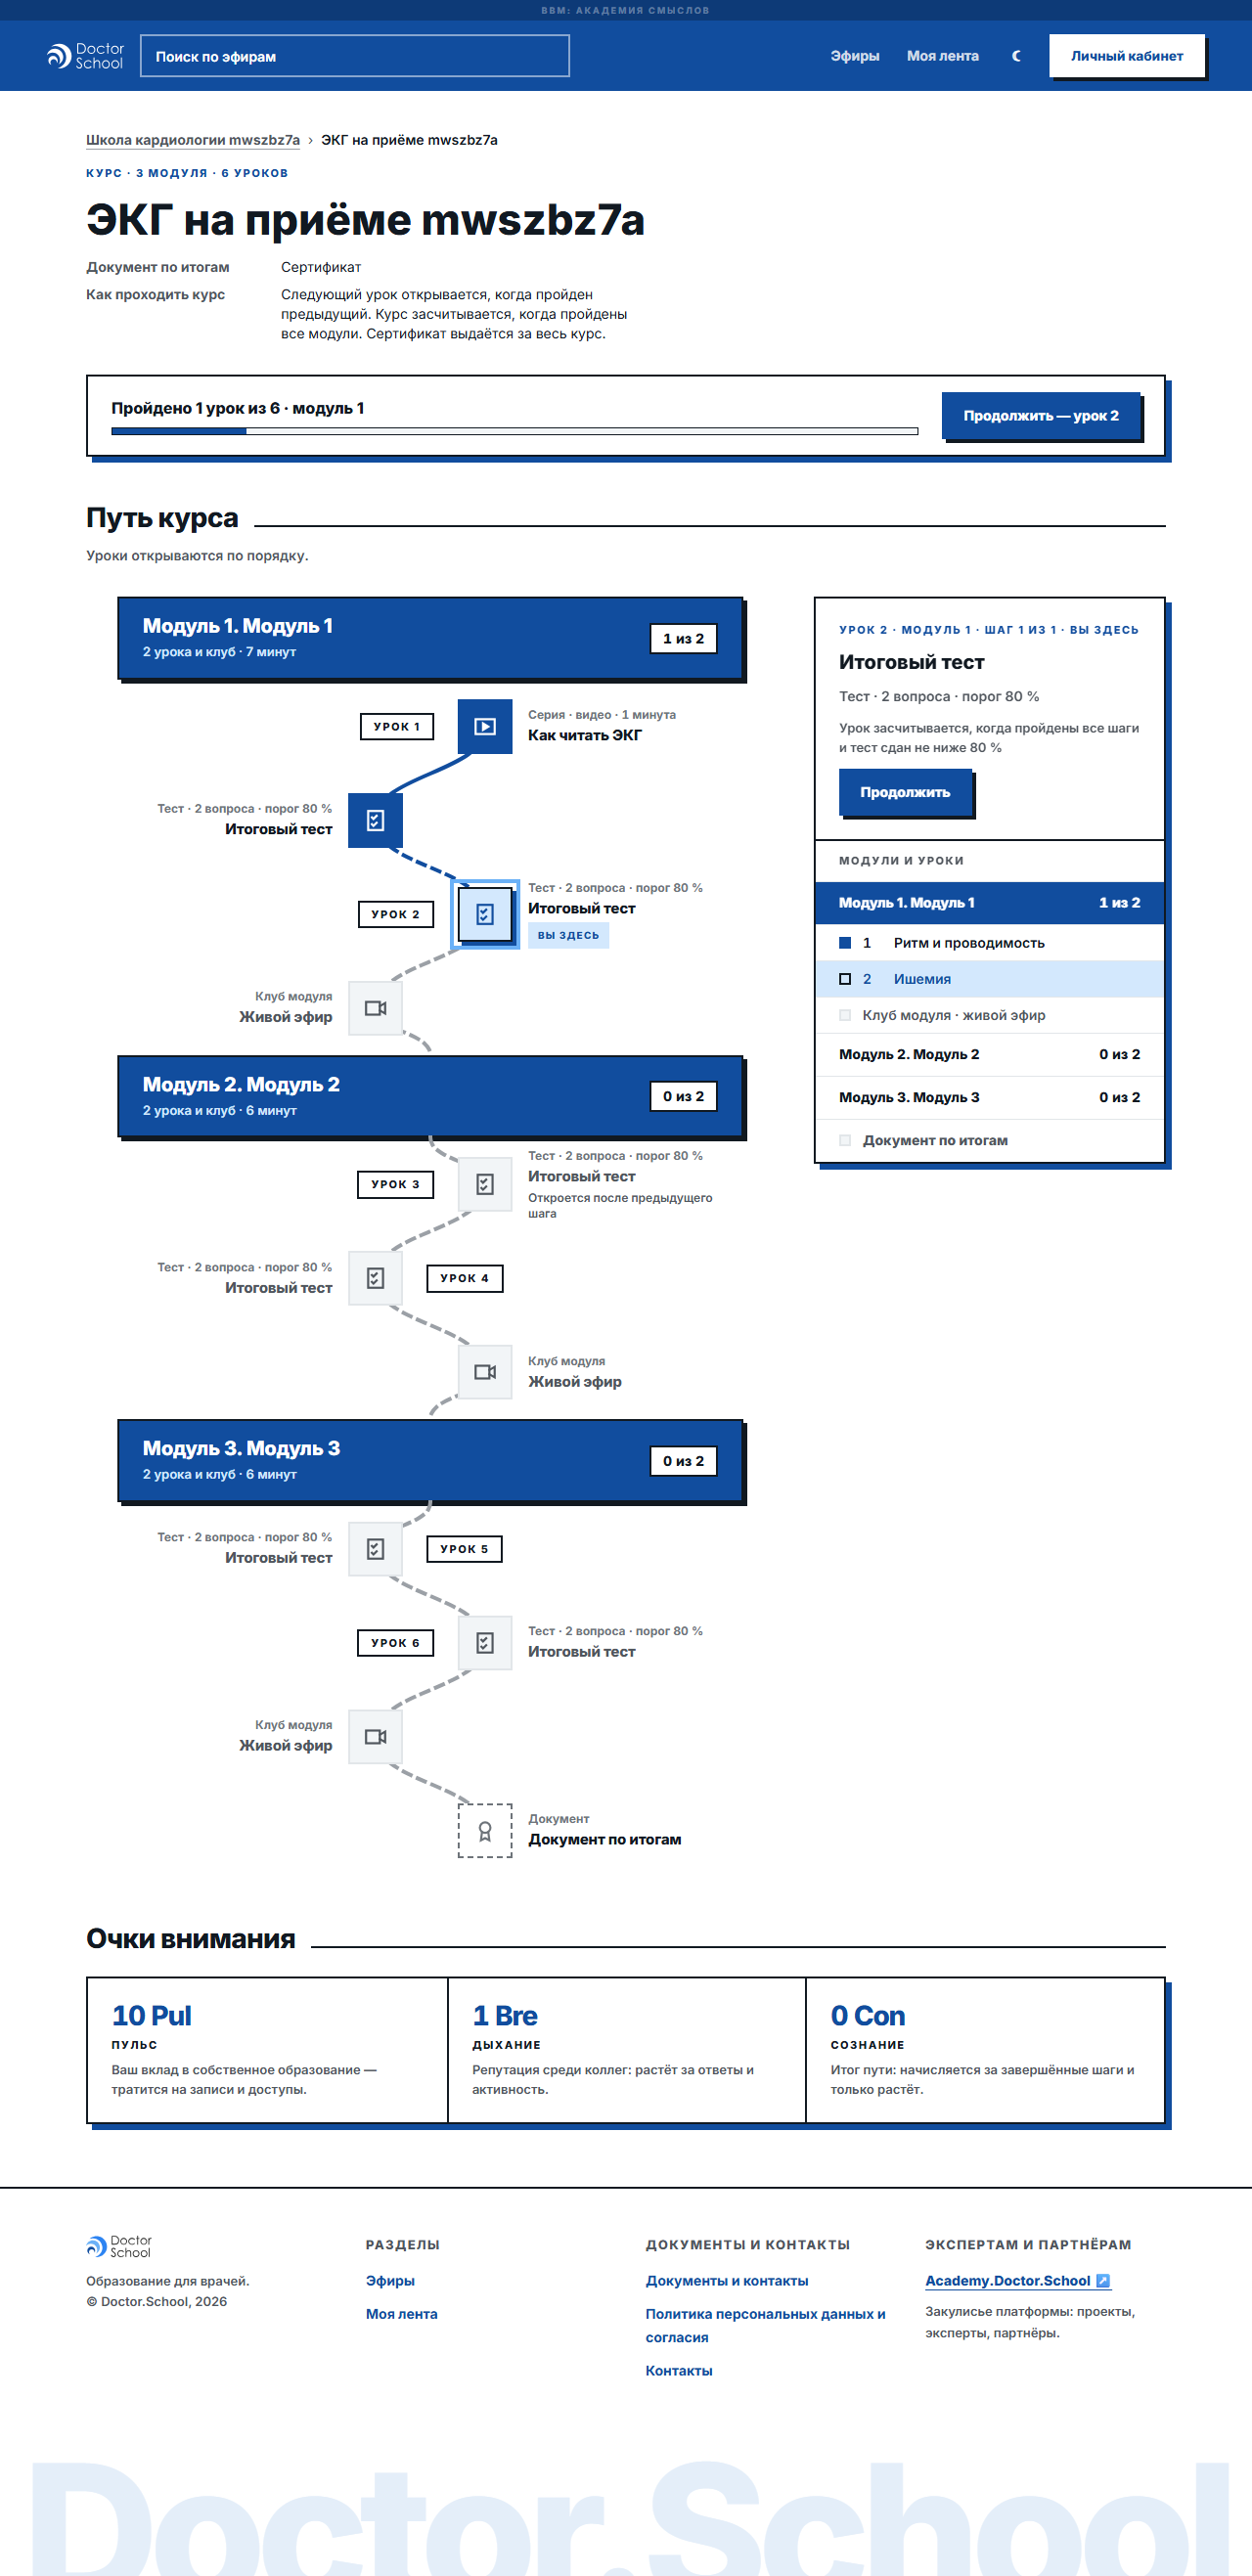 ВВМ: АКАДЕМИЯ СМЫСЛОВ
Doctor School
Поиск по эфирам
Эфиры
Моя лента
Личный кабинет
Школа кардиологии mwszbz7a › ЭКГ на приёме mwszbz7a
КУРС · 3 МОДУЛЯ · 6 УРОКОВ
ЭКГ на приёме mwszbz7a
Документ по итогам
Сертификат
Как проходить курс
Следующий урок открывается, когда пройден
предыдущий. Курс засчитывается, когда пройдены
все модули. Сертификат выдаётся за весь курс.
Пройдено 1 урок из 6 · модуль 1
Продолжить — урок 2
Путь курса
Уроки открываются по порядку.
Модуль 1. Модуль 1
2 урока и клуб · 7 минут
1 из 2
УРОК 1
Серия · видео · 1 минута
Как читать ЭКГ
Тест · 2 вопроса · порог 80 %
Итоговый тест
УРОК 2
Тест · 2 вопроса · порог 80 %
Итоговый тест
ВЫ ЗДЕСЬ
Клуб модуля
Живой эфир
Модуль 2. Модуль 2
2 урока и клуб · 6 минут
0 из 2
УРОК 3
Тест · 2 вопроса · порог 80 %
Итоговый тест
Откроется после предыдущего
шага
Тест · 2 вопроса · порог 80 %
Итоговый тест
УРОК 4
Клуб модуля
Живой эфир
Модуль 3. Модуль 3
2 урока и клуб · 6 минут
0 из 2
Тест · 2 вопроса · порог 80 %
Итоговый тест
УРОК 5
УРОК 6
Тест · 2 вопроса · порог 80 %
Итоговый тест
Клуб модуля
Живой эфир
Документ
Документ по итогам
УРОК 2 · МОДУЛЬ 1 · ШАГ 1 ИЗ 1 · ВЫ ЗДЕСЬ
Итоговый тест
Тест · 2 вопроса · порог 80 %
Урок засчитывается, когда пройдены все шаги
и тест сдан не ниже 80 %
Продолжить
МОДУЛИ И УРОКИ
Модуль 1. Модуль 1 1 из 2
1 Ритм и проводимость
2 Ишемия
Клуб модуля · живой эфир
Модуль 2. Модуль 2 0 из 2
Модуль 3. Модуль 3 0 из 2
Документ по итогам
Очки внимания
10 Pul
ПУЛЬС
Ваш вклад в собственное образование —
тратится на записи и доступы.
1 Bre
ДЫХАНИЕ
Репутация среди коллег: растёт за ответы и
активность.
0 Con
СОЗНАНИЕ
Итог пути: начисляется за завершённые шаги и
только растёт.
Doctor School
Образование для врачей.
© Doctor.School, 2026
РАЗДЕЛЫ
Эфиры
Моя лента
ДОКУМЕНТЫ И КОНТАКТЫ
Документы и контакты
Политика персональных данных и
согласия
Контакты
ЭКСПЕРТАМ И ПАРТНЁРАМ
Academy.Doctor.School ↗
Закулисье платформы: проекты,
эксперты, партнёры.
Doctor.School